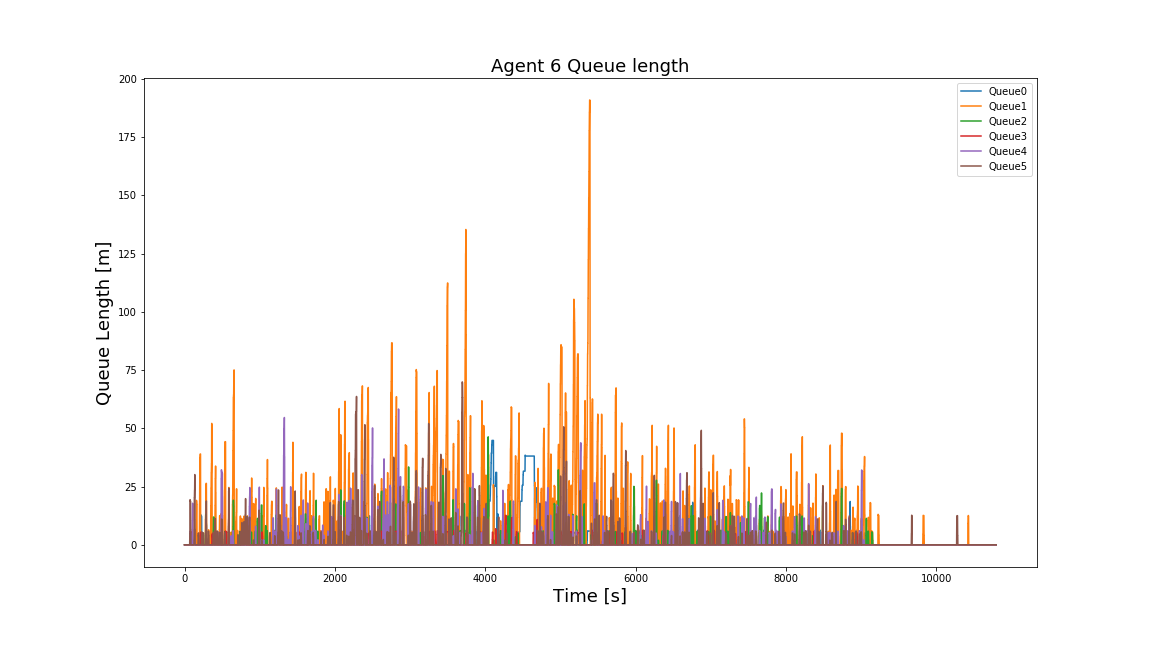 Agent 6 Queue length
Queue0
Queue1
Queue2
Queue3
Queue4
Queue5
Queue Length [m]
200
175
150
125
100
75
50
25
0
0 2000 4000 6000 8000 10000
Time [s]